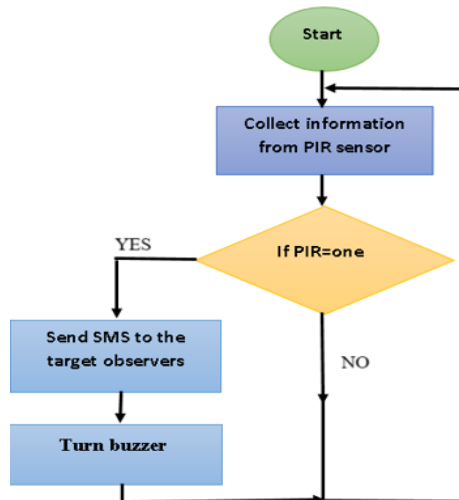 Start
Collect information
from PIR sensor
If PIR=one
YES
Send SMS to the
target observers
NO
Turn buzzer